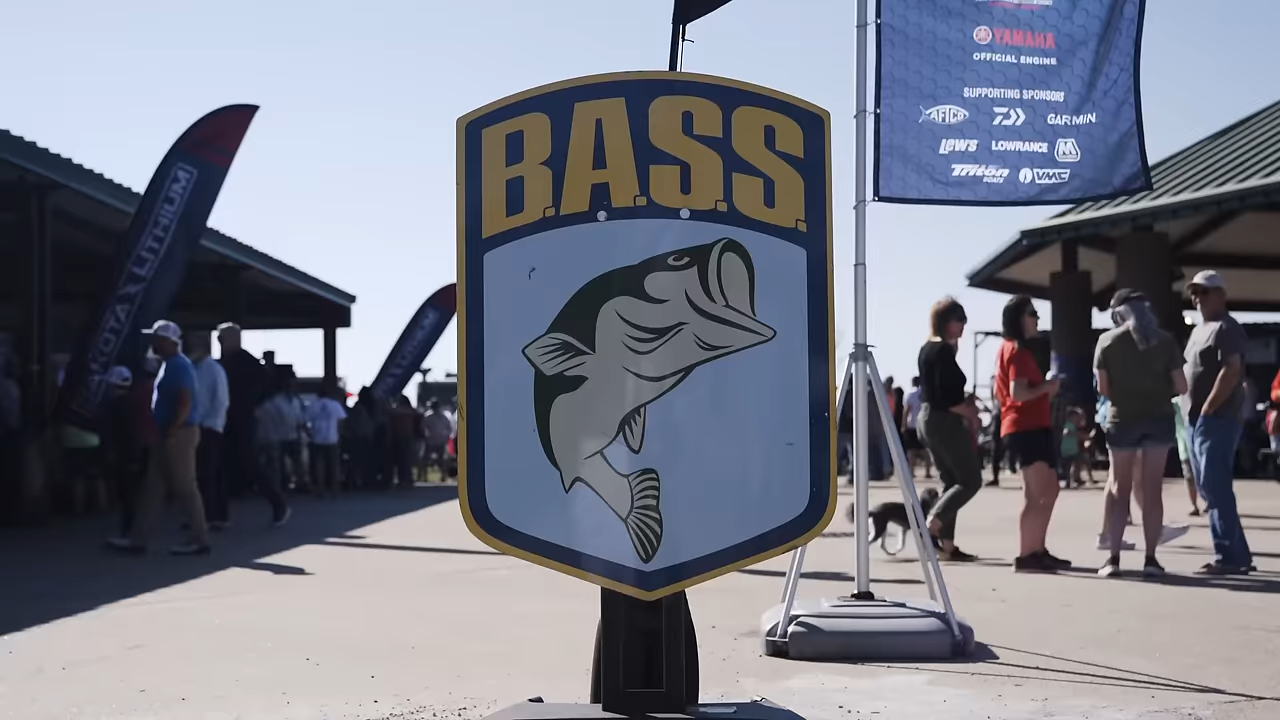 B.A.S.S.
YAMAHA
OFFICIAL ENGINE
SUPPORTING SPONSORS
AFTCO
GARMIN
Lew's
LOWRANCE
M
Triton
BOATS
VMC
LITHIUM